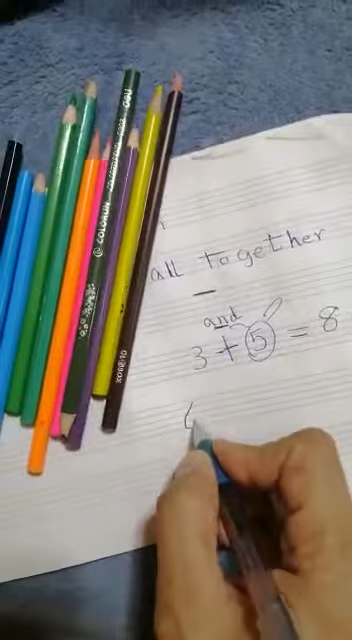 all together
and
3 + 5 = 8